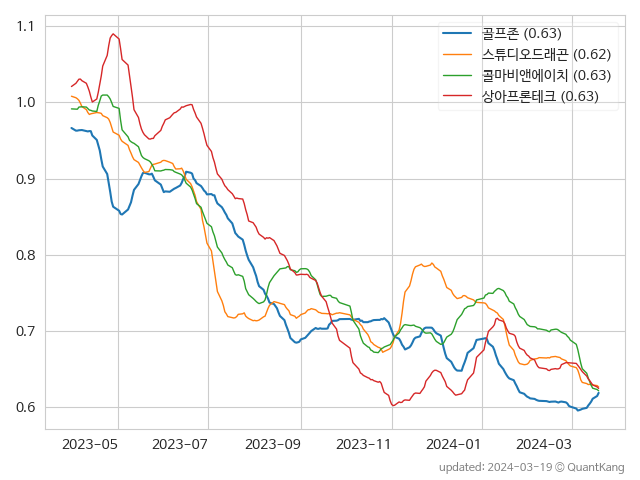 1.1
1.0
0.9
0.8
0.7
0.6
골프존 (0.63)
스튜디오드래곤 (0.62)
콜마비앤에이치 (0.63)
상아프론테크 (0.63)
2023-05 2023-07 2023-09 2023-11 2024-01 2024-03
updated: 2024-03-19 © QuantKang